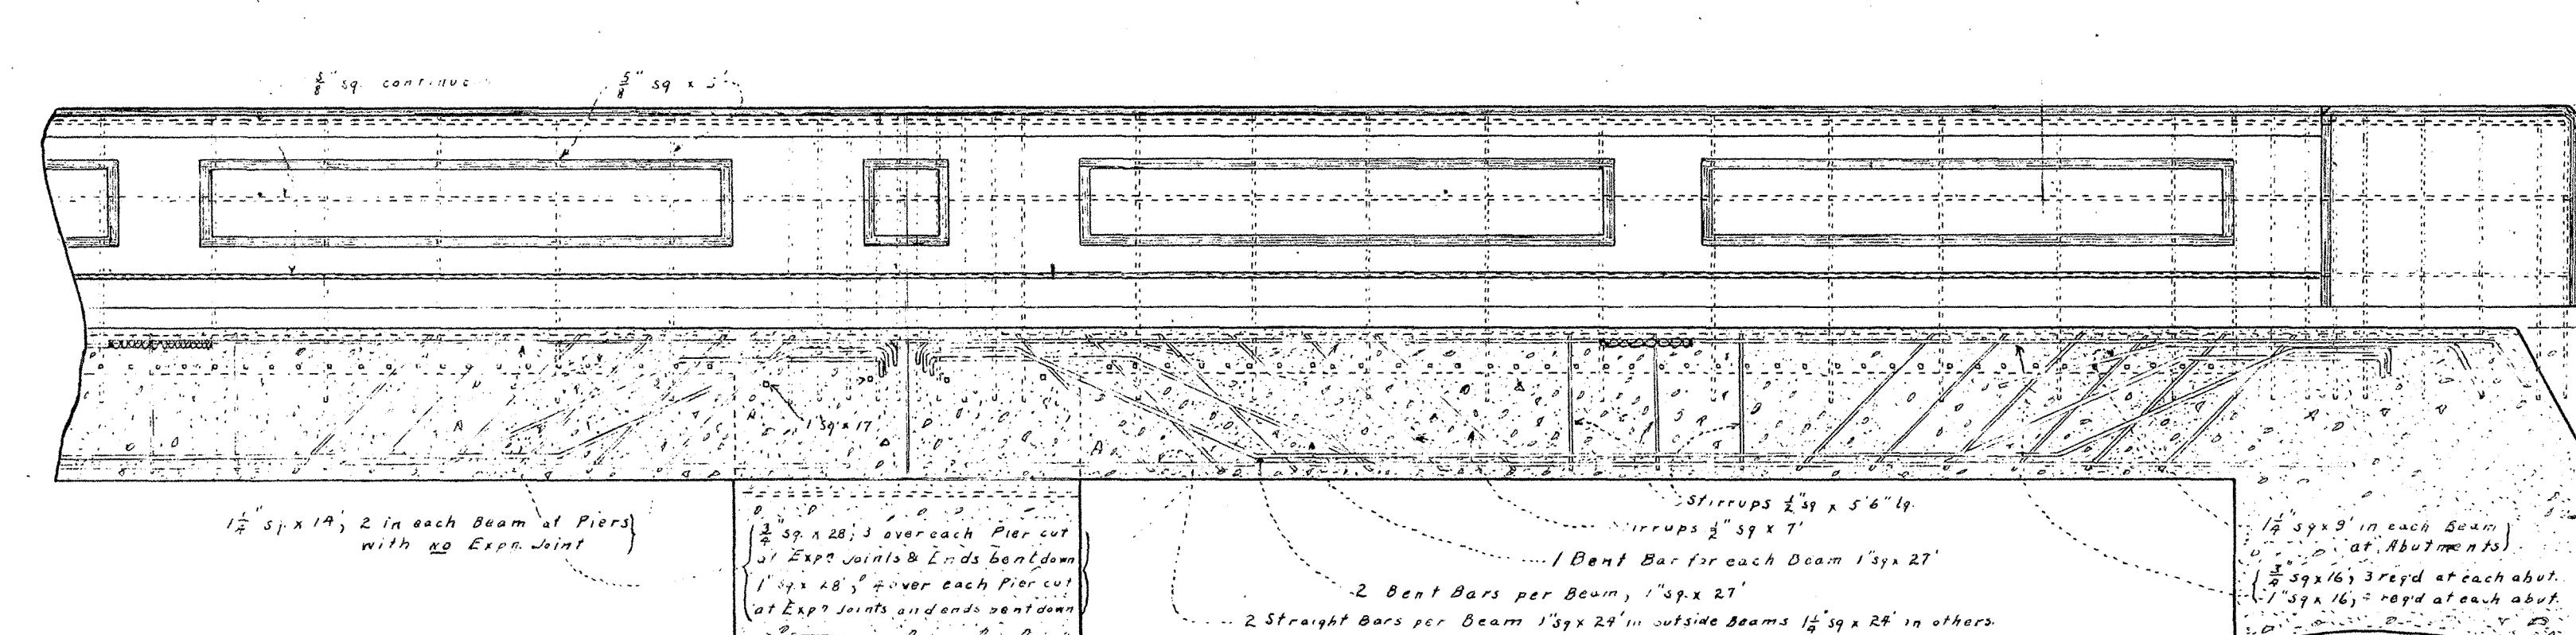 5/8" sq. continuo
5/8" sq x 5'
1" sq x 17'
A
A
A
1 1/4" sq. x 14', 2 in each Beam at Piers
with no Expn. Joint
3/4" sq. x 28'; 3 over each Pier cut
at Expn Joints & Ends bent down
1" sq. x 28', 4 over each Pier cut
at Expn Joints and ends bent down
Stirrups 1/2" sq x 5'6" lg.
irrups 1/2" sq x 7'
1 Bent Bar for each Beam 1" sq x 27'
2 Bent Bars per Beam, 1" sq. x 27'
2 Straight Bars per Beam 1" sq x 24' in outside Beams 1 1/4" sq x 24' in others.
1 1/4" sq x 9' in each Beam
at Abutments
3/4" sq x 16', 3 req'd at each abut.
1" sq x 16', req'd at each abut.